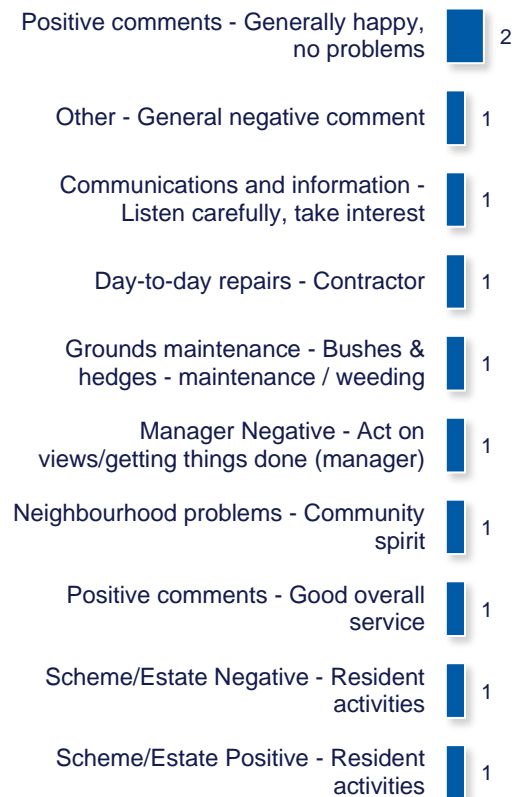 Positive comments - Generally happy,
no problems
2
Other - General negative comment
1
Communications and information -
Listen carefully, take interest
1
Day-to-day repairs - Contractor
1
Grounds maintenance - Bushes &
hedges - maintenance / weeding
1
Manager Negative - Act on
views/getting things done (manager)
1
Neighbourhood problems - Community
spirit
1
Positive comments - Good overall
service
1
Scheme/Estate Negative - Resident
activities
1
Scheme/Estate Positive - Resident
activities
1